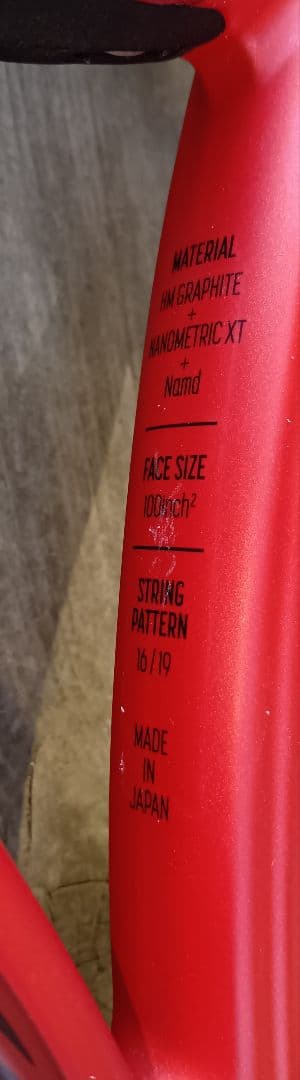 MATERIAL
HM GRAPHITE
+
NANOMETRIC XT
+
Namd
FACE SIZE
100inch²
STRING
PATTERN
16/19
MADE
IN
JAPAN